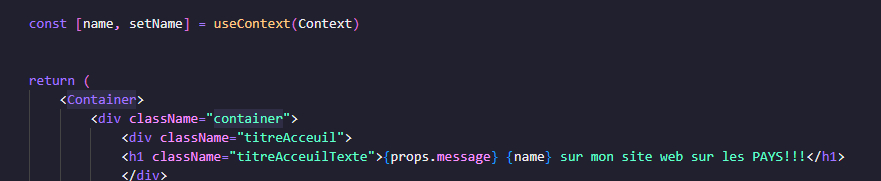 const [name, setName] = useContext(Context)
return (
<Container>
<div className="container">
<div className="titreAcceuil">
<h1 className="titreAcceuilTexte">{props.message} {name} sur mon site web sur les PAYS!!!</h1>
</div>